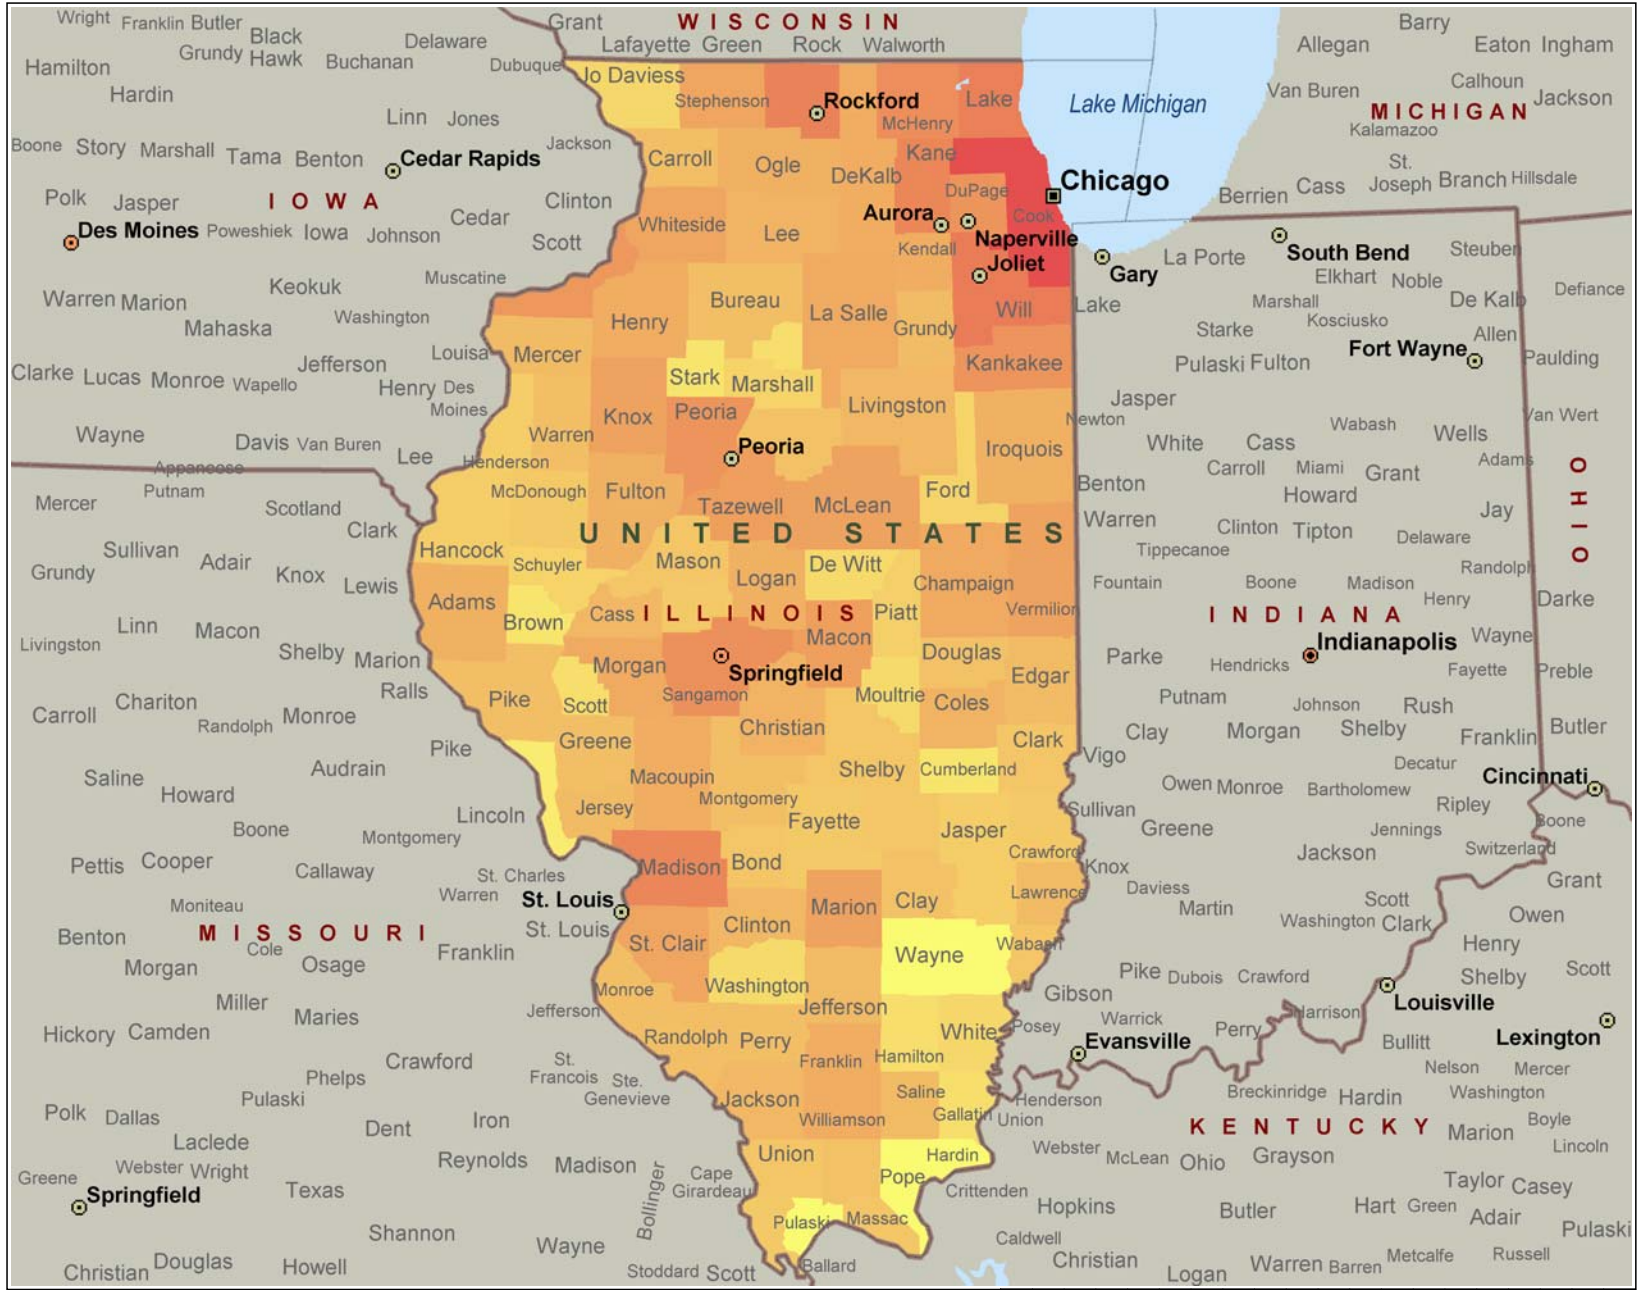 WISCONSIN
Wright Franklin Butler Black Hawk Delaware Grant
Lafayette Green Rock Walworth
Barry
Allegan Eaton Ingham
Grundy Buchanan Dubuque
Hamilton
Jo Daviess
Hardin
Stephenson
Rockford
Lake
McHenry
Lake Michigan
Van Buren Calhoun Jackson
MICHIGAN
Kalamazoo
Linn Jones
Boone Story Marshall Tama Benton
Cedar Rapids
Jackson
Carroll Ogle DeKalb Kane
DuPage
Chicago
Cook
Berrien Cass St. Joseph Branch Hillsdale
Polk Jasper
IOWA
Cedar Clinton
Des Moines
Poweshiek Iowa Johnson Scott
Whiteside Lee
Aurora
Naperville
Kendall
Joliet
Gary
La Porte
South Bend
Steuben
Elkhart Noble
Keokuk Muscatine
Warren Marion Washington
Mahaska
Henry Bureau La Salle Grundy Will
Lake
Marshall
Kosciusko
De Kalb Defiance
Starke Allen
Fort Wayne
Paulding
Louisa Mercer
Jefferson
Clarke Lucas Monroe Wapello Henry Des Moines
Stark Marshall Kankakee
Pulaski Fulton
Jasper
Newton
Wayne Davis Van Buren Lee
Knox Peoria Livingston
Warren
Peoria
Iroquois
White Cass Wabash Wells Van Wert
Appanoose Henderson
Carroll Miami Grant Adams
Mercer Putnam Scotland Clark
McDonough Fulton Tazewell McLean Ford
Benton Howard Jay
OHIO
UNITED STATES
Warren Clinton Tipton Delaware
Tippecanoe
Sullivan Adair Knox Lewis
Grundy
Hancock Schuyler Mason Logan De Witt Champaign
Fountain Boone Madison Randolph
Henry Darke
Adams Brown Cass
ILLINOIS
Piatt Vermilion
INDIANA
Linn Macon
Livingston Shelby Marion
Macon
Morgan
Springfield
Sangamon
Douglas Edgar
Parke Hendricks
Indianapolis
Wayne
Fayette Preble
Ralls
Pike Scott Moultrie Coles
Putnam Johnson Rush
Carroll Chariton Randolph Monroe
Christian
Greene Clark
Clay Morgan Shelby Franklin Butler
Pike Audrain
Vigo Decatur
Saline Howard
Macoupin Shelby Cumberland
Owen Monroe Bartholomew
Cincinnati
Lincoln Jersey Montgomery
Boone Montgomery
Fayette Jasper
Sullivan Greene
Ripley
Jennings Boone
Switzerland
Pettis Cooper Callaway
St. Charles
Warren
Madison Bond
Crawford
Knox
Jackson
Grant
Moniteau
St. Louis
St. Louis
Lawrence
Daviess Martin
Scott
Washington Clark Owen
Marion Clay
Benton
MISSOURI
Cole Franklin
Clinton
St. Clair
Wayne Wabash
Henry
Morgan Osage
Washington
Pike Dubois Crawford
Shelby Scott
Miller Maries
Monroe
Jefferson
Jefferson
Gibson
Louisville
Harrison
Hickory Camden
Randolph Perry White
Posey Warrick Perry
Evansville
Bullitt
Lexington
Crawford
Franklin Hamilton
Phelps
St. Francois Ste. Genevieve
Nelson Mercer
Pulaski
Jackson Saline
Henderson
Breckinridge Hardin Washington
Polk Dallas
Iron
Williamson Gallatin
Union
KENTUCKY
Marion Boyle
Laclede Dent
Webster
Lincoln
Greene Webster Wright
Reynolds Madison
Cape Girardeau
Union Hardin
Pope
McLean Ohio Grayson
Springfield
Texas
Bollinger
Crittenden
Taylor Casey
Hopkins Butler Hart Green Adair
Shannon Wayne
Pulaski Massac
Caldwell
Pulaski
Christian Douglas Howell
Stoddard Scott Ballard
Christian Logan Warren Barren Metcalfe Russell